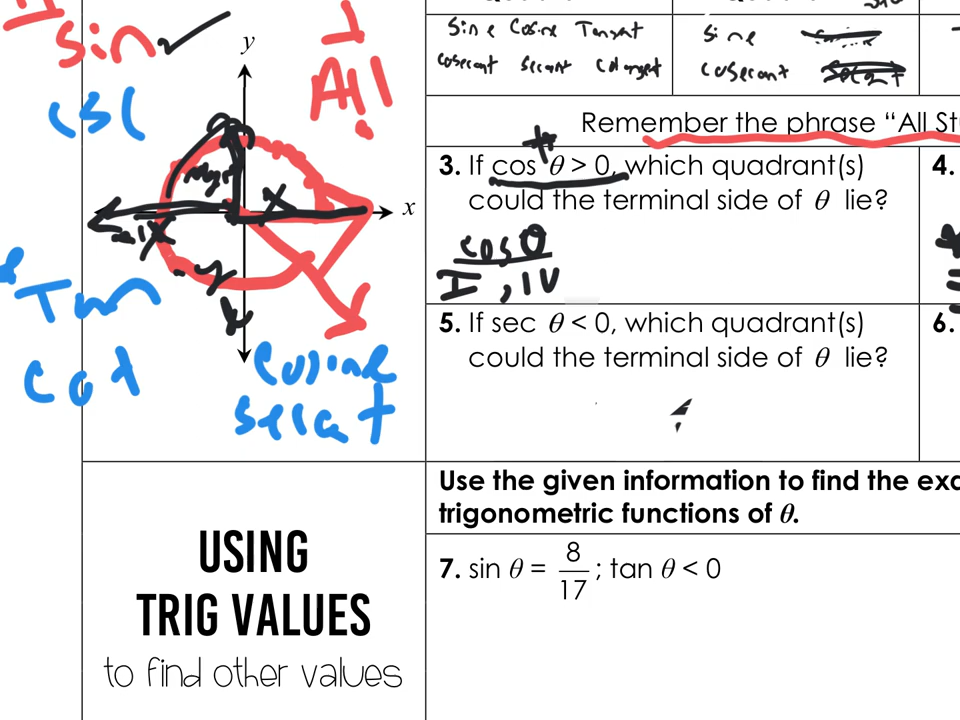 sin
y
I
All
CSC
x
Tan
Cot
Cosine
Secant
Sine Cosine Tangent
Cosecant Secant Cotangent
Sine
Cosecant
Remember the phrase “All St
3. If cos θ > 0, which quadrant(s)
could the terminal side of θ lie?
+
cosθ
I, IV
4.
5. If sec θ < 0, which quadrant(s)
could the terminal side of θ lie?
6.
USING
TRIG VALUES
to find other values
Use the given information to find the exa
trigonometric functions of θ.
7. sin θ = 8/17 ; tan θ < 0